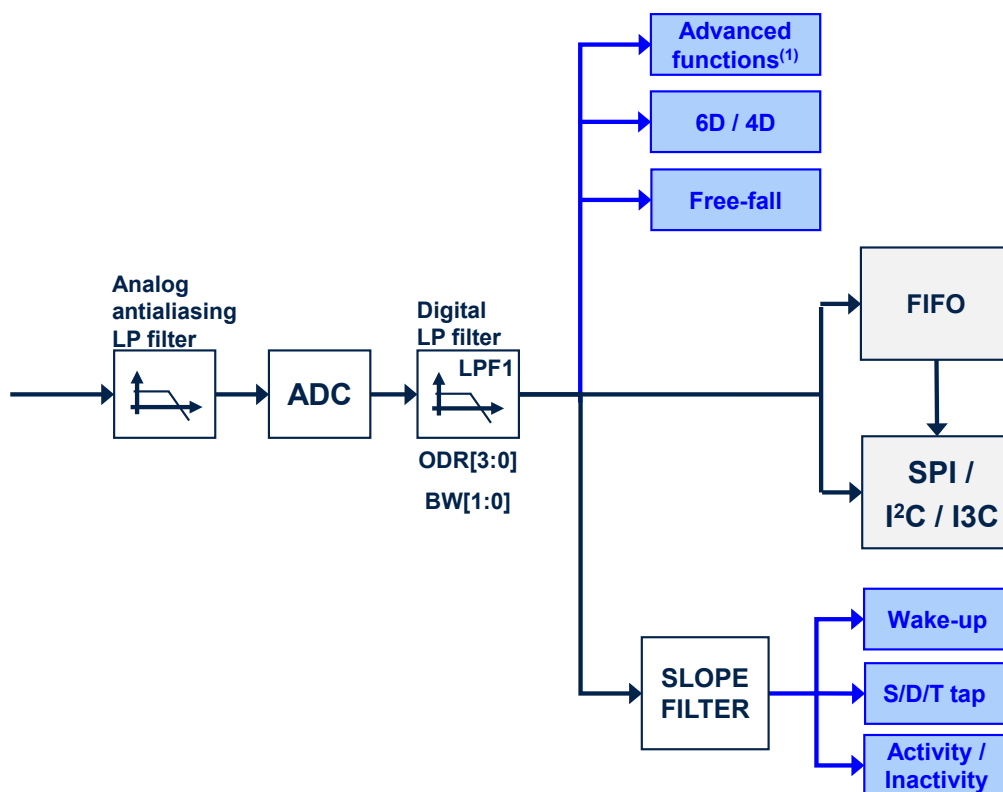 Advanced
functions(1)
6D / 4D
Free-fall
Analog
antialiasing
LP filter
ADC
Digital
LP filter
LPF1
ODR[3:0]
BW[1:0]
FIFO
SPI /
I²C / I3C
SLOPE
FILTER
Wake-up
S/D/T tap
Activity /
Inactivity